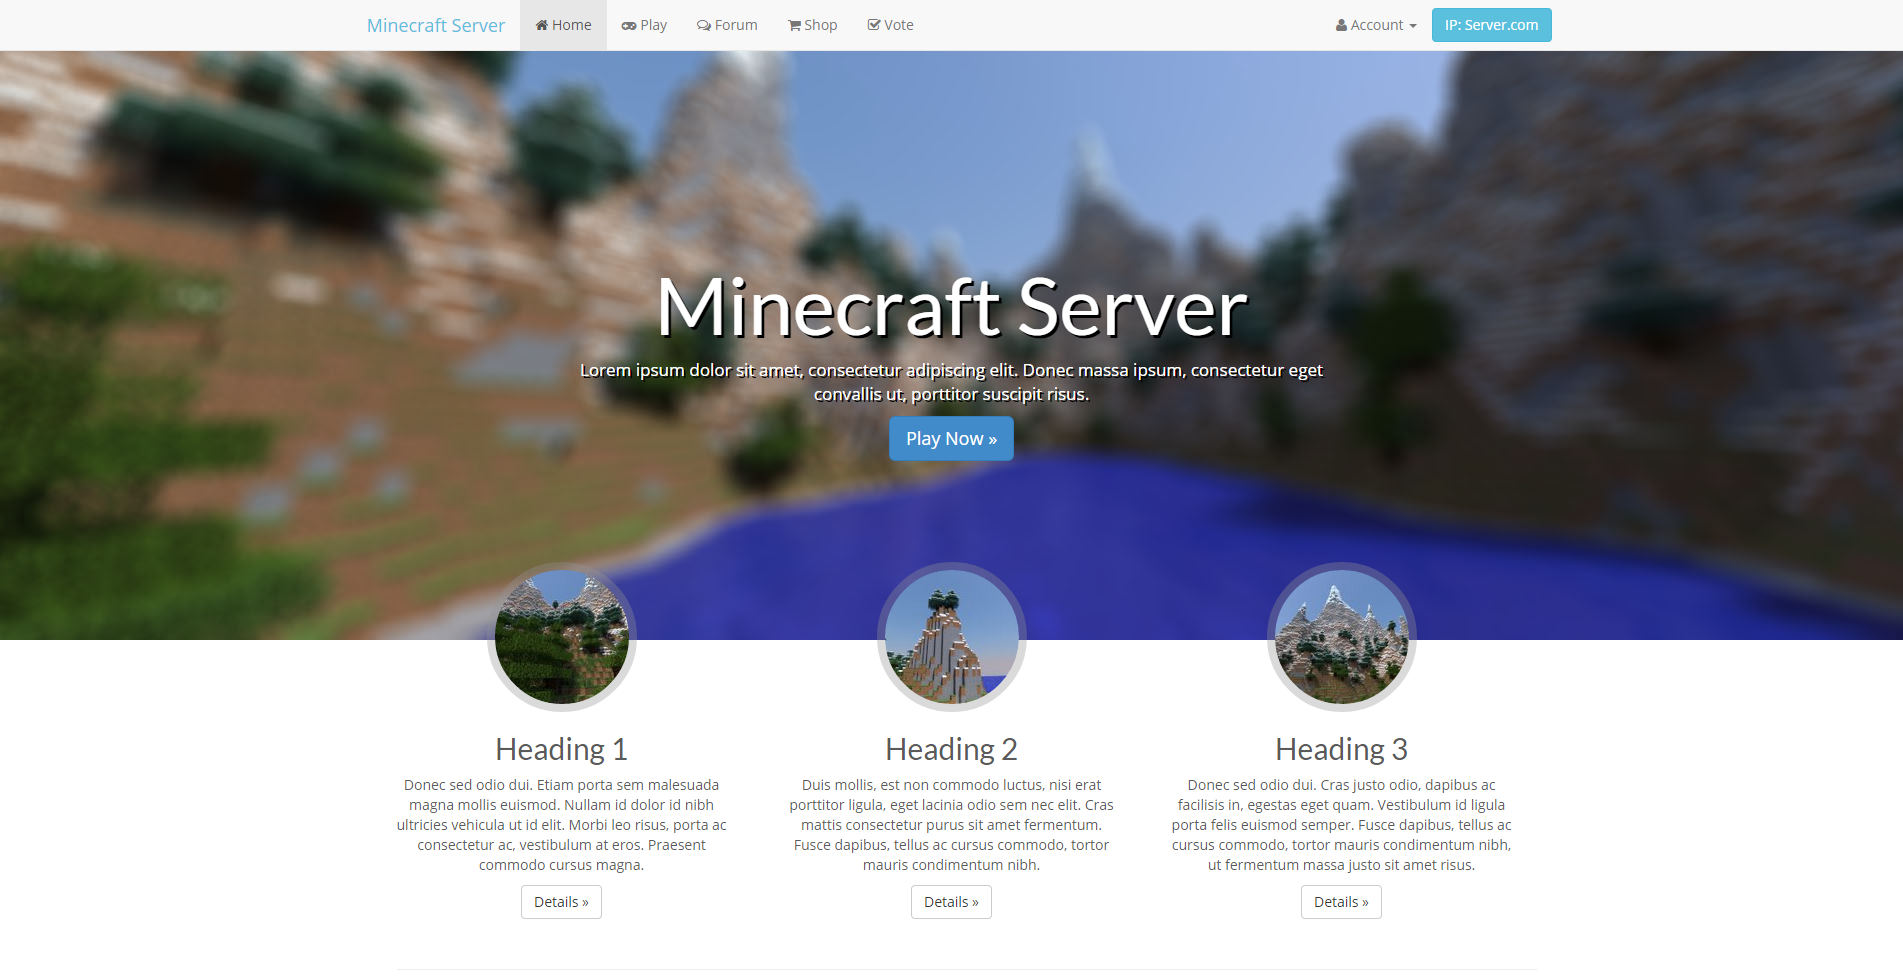 Minecraft Server
Home
Play
Forum
Shop
Vote
Account
IP: Server.com
Minecraft Server
Lorem ipsum dolor sit amet, consectetur adipiscing elit. Donec massa ipsum, consectetur eget
convallis ut, porttitor suscipit risus.
Play Now »
Heading 1
Donec sed odio dui. Etiam porta sem malesuada
magna mollis euismod. Nullam id dolor id nibh
ultricies vehicula ut id elit. Morbi leo risus, porta ac
consectetur ac, vestibulum at eros. Praesent
commodo cursus magna.
Details »
Heading 2
Duis mollis, est non commodo luctus, nisi erat
porttitor ligula, eget lacinia odio sem nec elit. Cras
mattis consectetur purus sit amet fermentum.
Fusce dapibus, tellus ac cursus commodo, tortor
mauris condimentum nibh.
Details »
Heading 3
Donec sed odio dui. Cras justo odio, dapibus ac
facilisis in, egestas eget quam. Vestibulum id ligula
porta felis euismod semper. Fusce dapibus, tellus ac
cursus commodo, tortor mauris condimentum nibh,
ut fermentum massa justo sit amet risus.
Details »